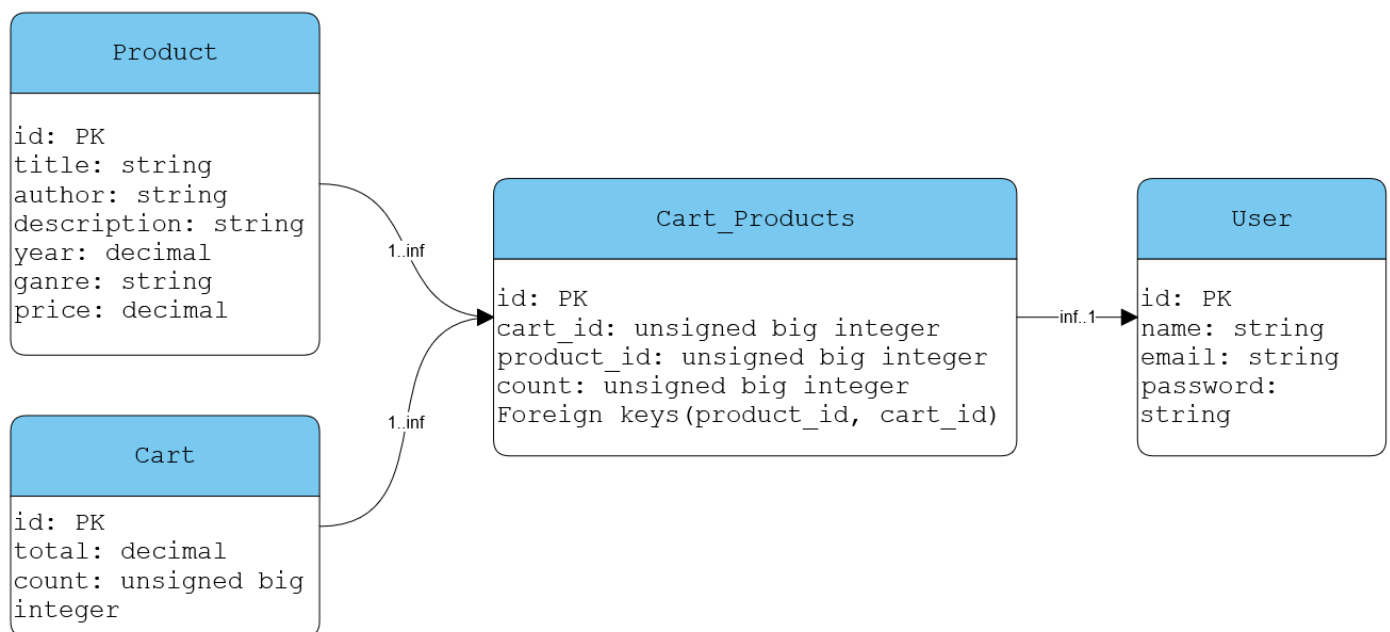 Product
id: PK
title: string
author: string
description: string
year: decimal
ganre: string
price: decimal
1..inf
Cart
id: PK
total: decimal
count: unsigned big
integer
1..inf
Cart_Products
id: PK
cart_id: unsigned big integer
product_id: unsigned big integer
count: unsigned big integer
Foreign keys(product_id, cart_id)
inf..1
User
id: PK
name: string
email: string
password:
string